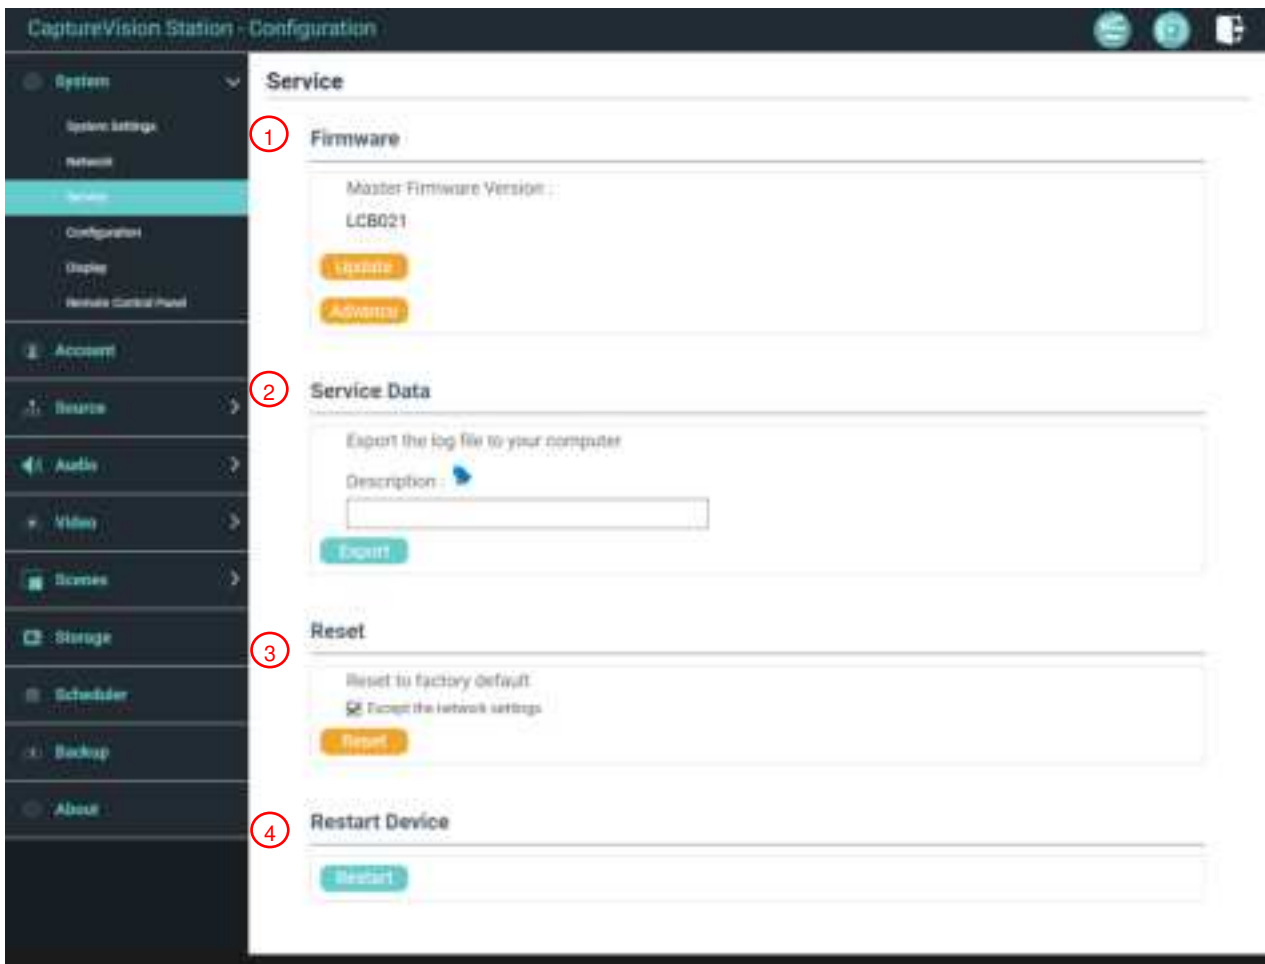 CaptureVision Station - Configuration
System
System Settings
Network
Service
Configuration
Display
Remote Control Panel
Account
Source
Audio
Video
Scenes
Storage
Scheduler
Backup
About
Service
1
Firmware
Master Firmware Version :
LCB021
Update
Advance
2
Service Data
Export the log file to your computer
Description :
Export
3
Reset
Reset to factory default
Except the network settings
Reset
4
Restart Device
Restart